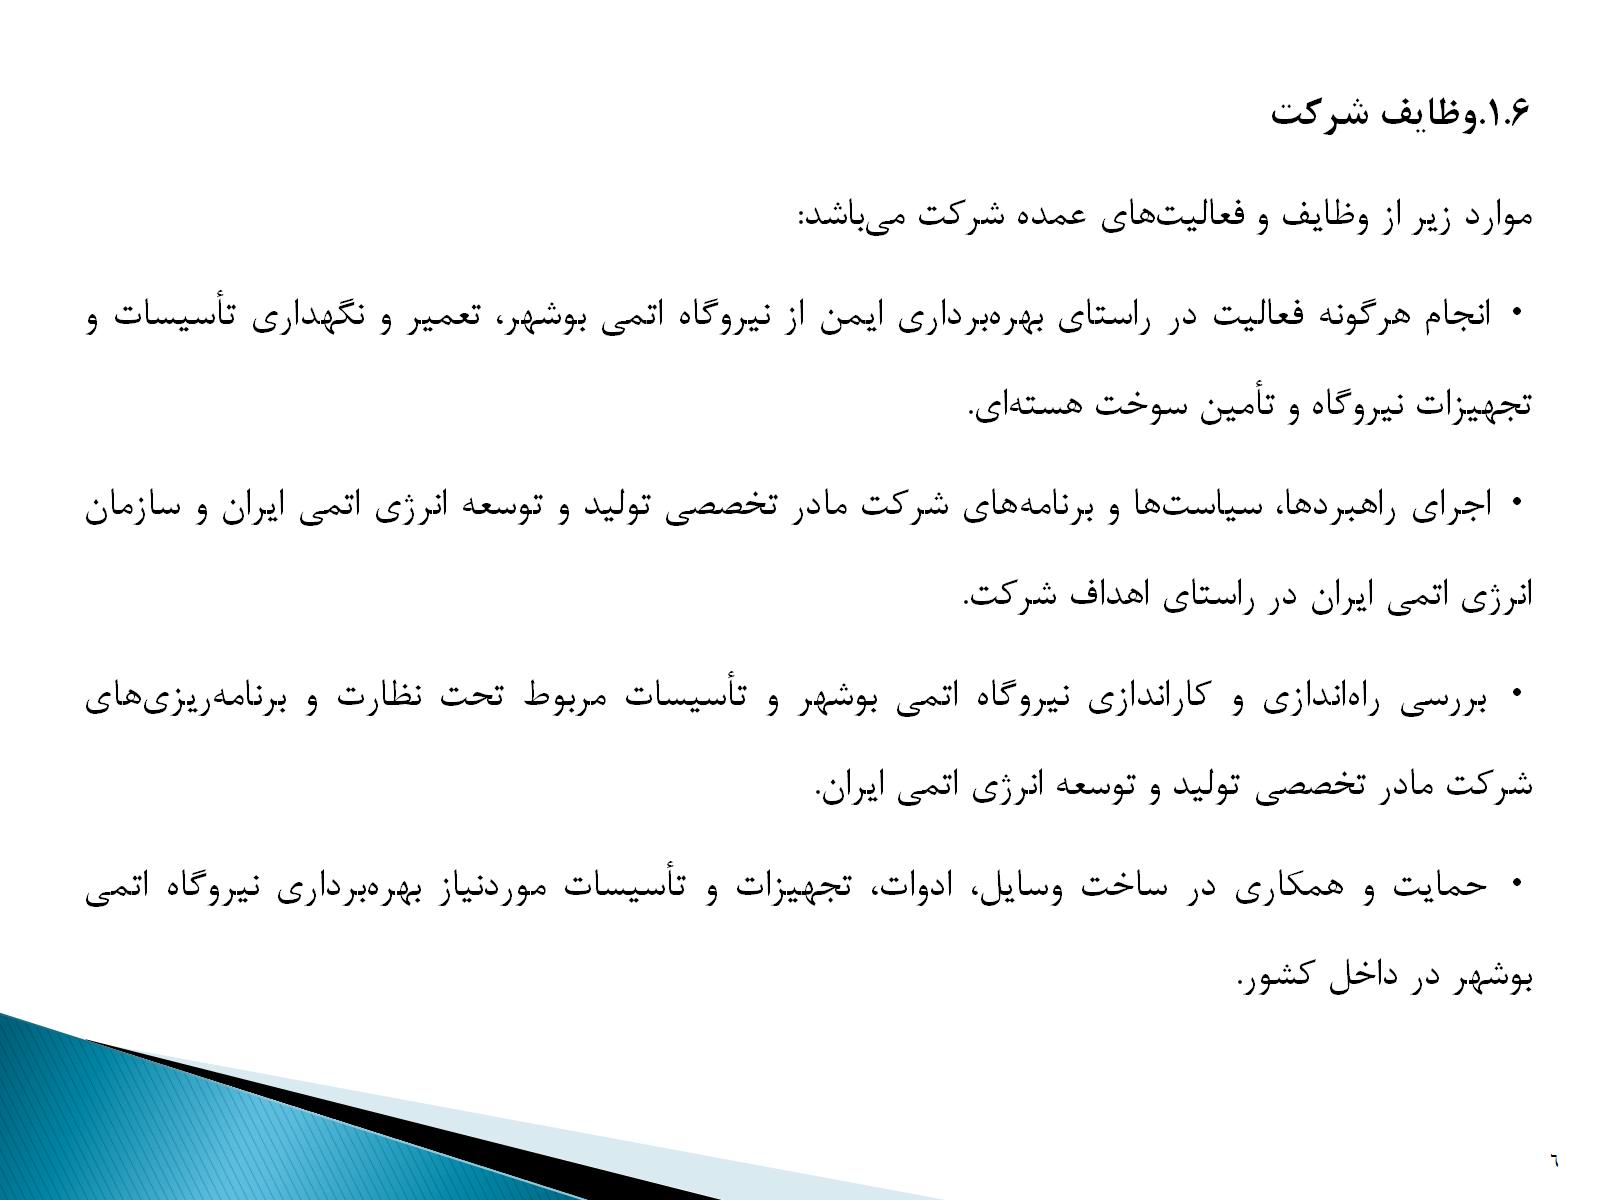 ۱.۶.وظایف شرکت
موارد زیر از وظایف و فعالیت‌های عمده شرکت می‌باشد:
• انجام هرگونه فعالیت در راستای بهره‌برداری ایمن از نیروگاه اتمی بوشهر، تعمیر و نگهداری تأسیسات و
تجهیزات نیروگاه و تأمین سوخت هسته‌ای.
• اجرای راهبردها، سیاست‌ها و برنامه‌های شرکت مادر تخصصی تولید و توسعه انرژی اتمی ایران و سازمان
انرژی اتمی ایران در راستای اهداف شرکت.
• بررسی راه‌اندازی و کاراندازی نیروگاه اتمی بوشهر و تأسیسات مربوط تحت نظارت و برنامه‌ریزی‌های
شرکت مادر تخصصی تولید و توسعه انرژی اتمی ایران.
• حمایت و همکاری در ساخت وسایل، ادوات، تجهیزات و تأسیسات موردنیاز بهره‌برداری نیروگاه اتمی
بوشهر در داخل کشور.
٦